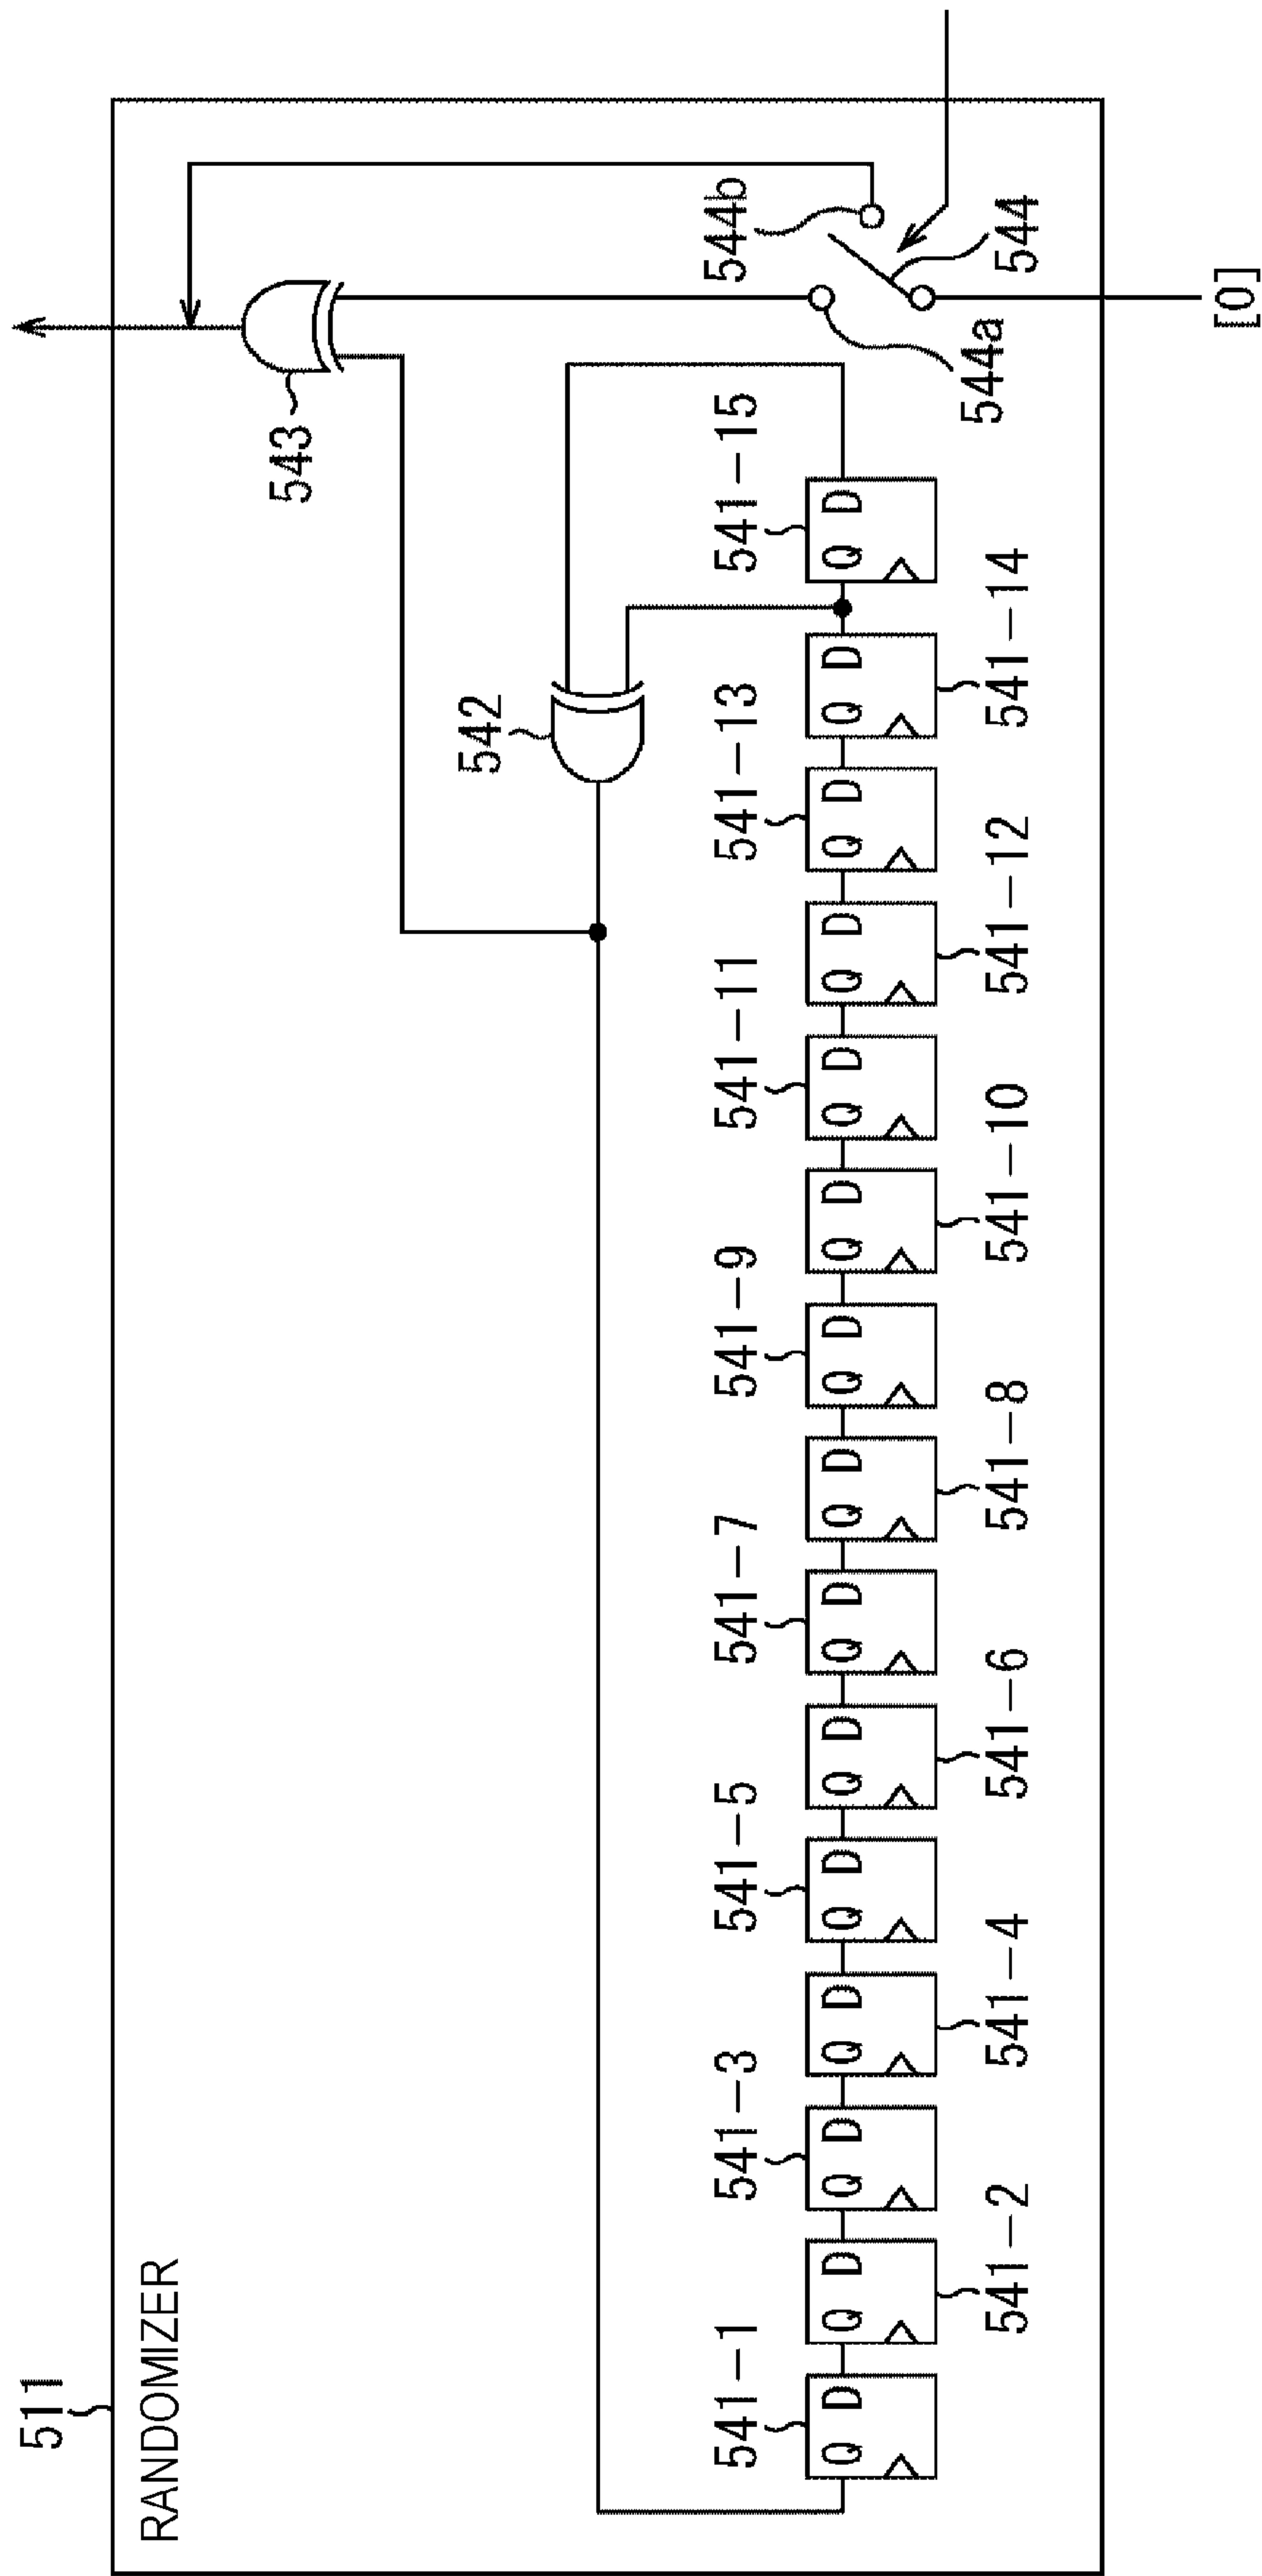 511
RANDOMIZER
543
544b
544
544a
[0]
542
541-1
Q D
541-2
Q D
541-3
Q D
541-4
Q D
541-5
Q D
541-6
Q D
541-7
Q D
541-8
Q D
541-9
Q D
541-10
Q D
541-11
Q D
541-12
Q D
541-13
Q D
541-14
Q D
541-15
Q D